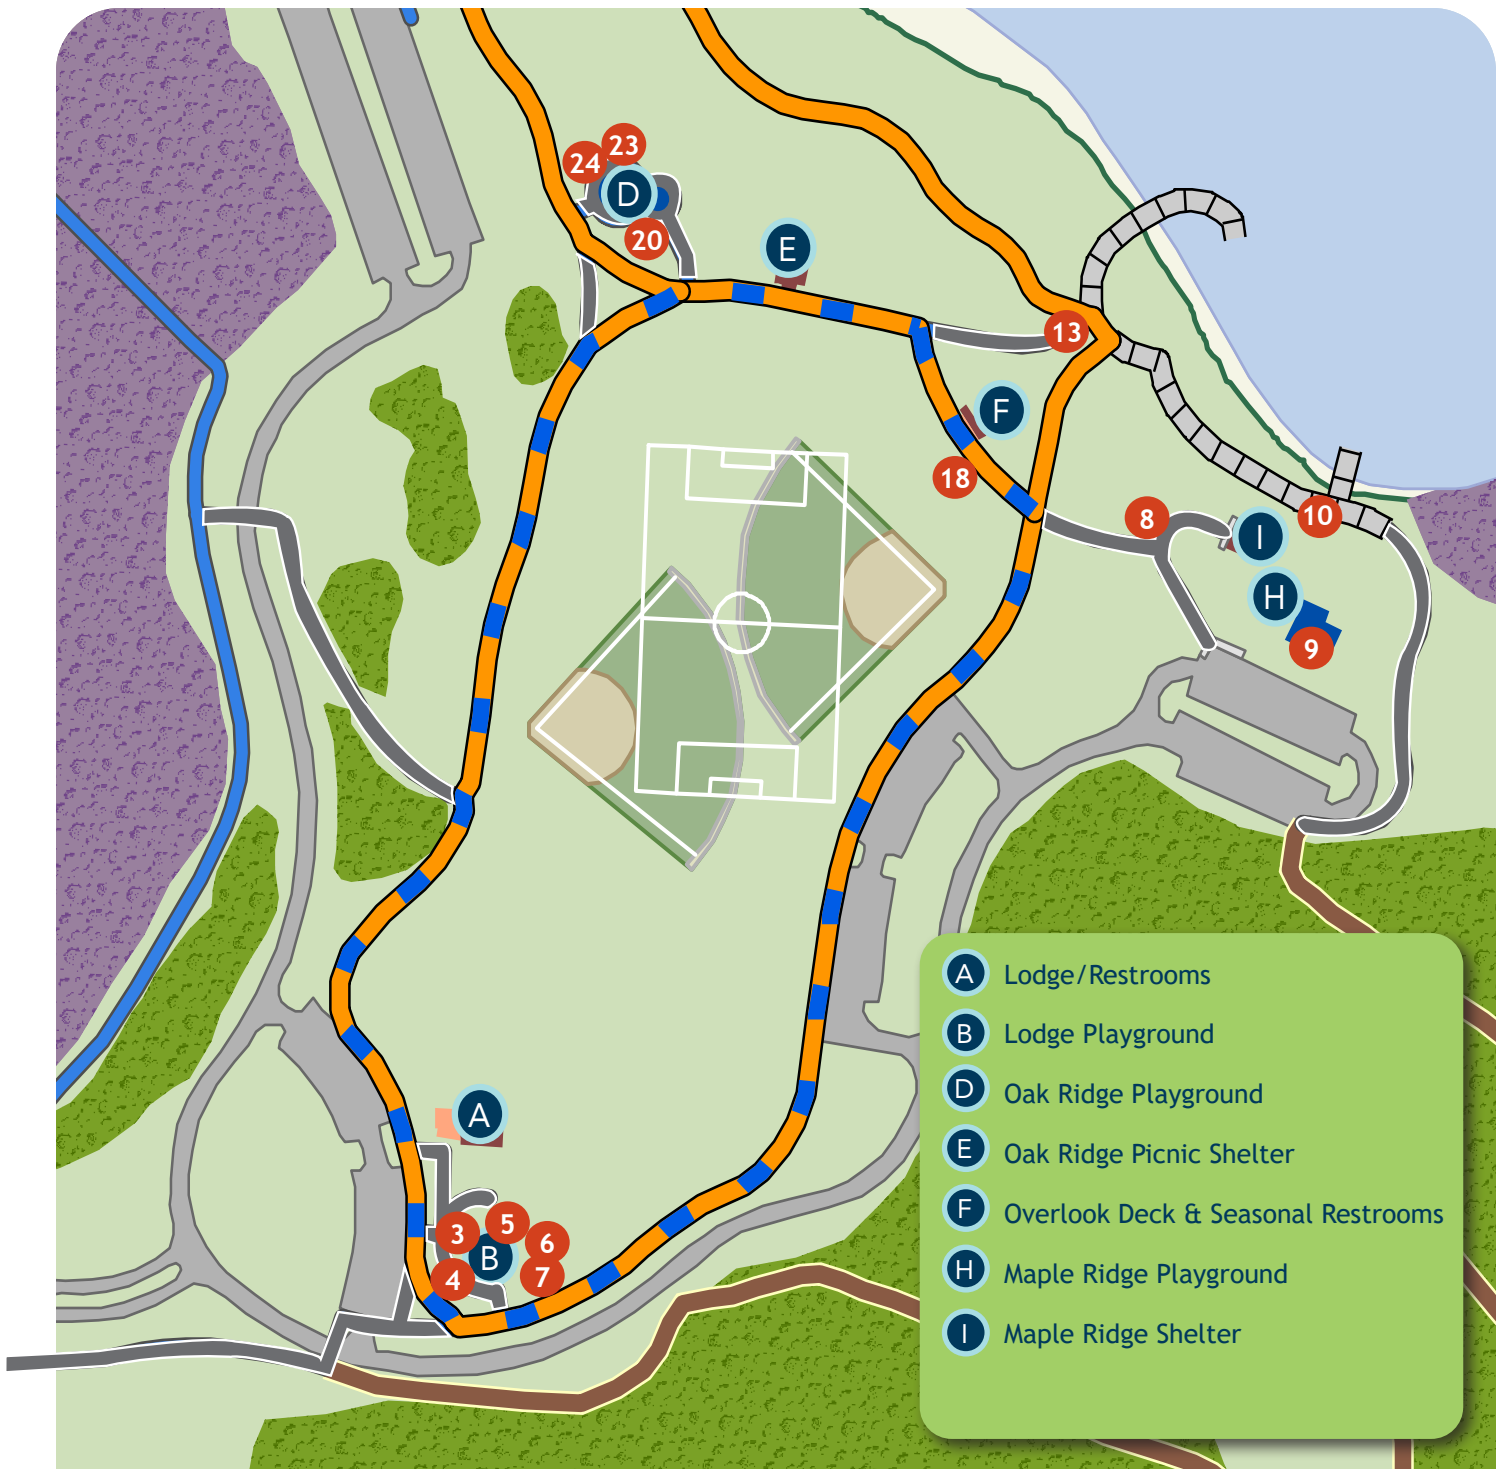 23
24
D
20
E
13
F
18
8
10
I
H
9
A
3
5
6
B
4
7
A Lodge/Restrooms
B Lodge Playground
D Oak Ridge Playground
E Oak Ridge Picnic Shelter
F Overlook Deck & Seasonal Restrooms
H Maple Ridge Playground
I Maple Ridge Shelter